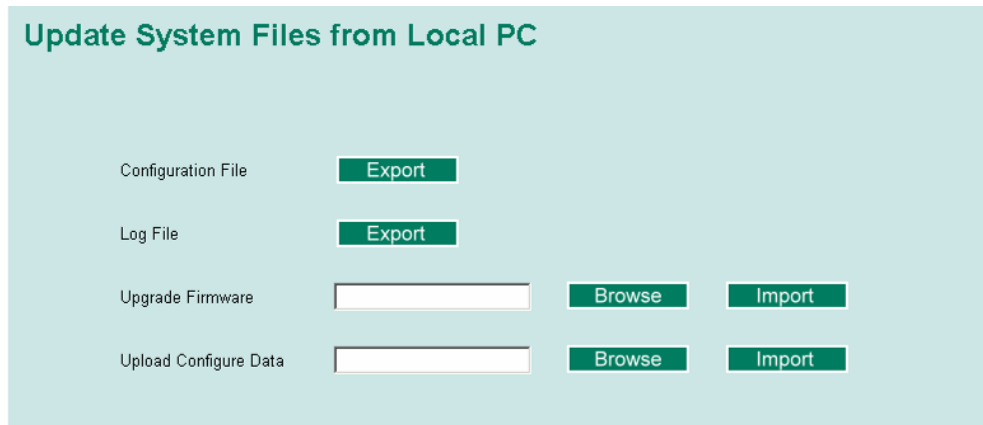 Update System Files from Local PC
Configuration File Export
Log File Export
Upgrade Firmware Browse Import
Upload Configure Data Browse Import